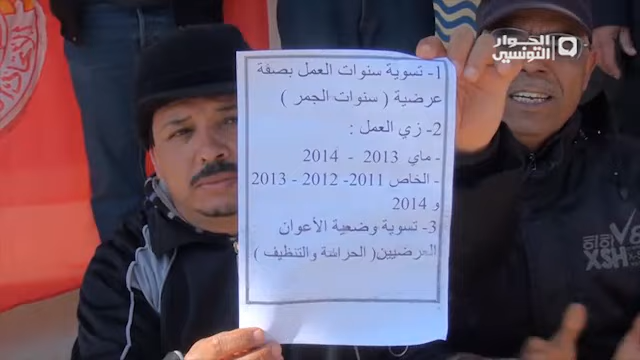 الحوار
التونسي
1- تسوية سنوات العمل بصفة
عرضية ( سنوات الجمر )
2- زي العمل :
- ماي 2013 - 2014
- الخاص 2011- 2012 - 2013
و 2014
3- تسوية وضعية الأعوان
العرضيين( الحراسة والتنظيف )
XSH